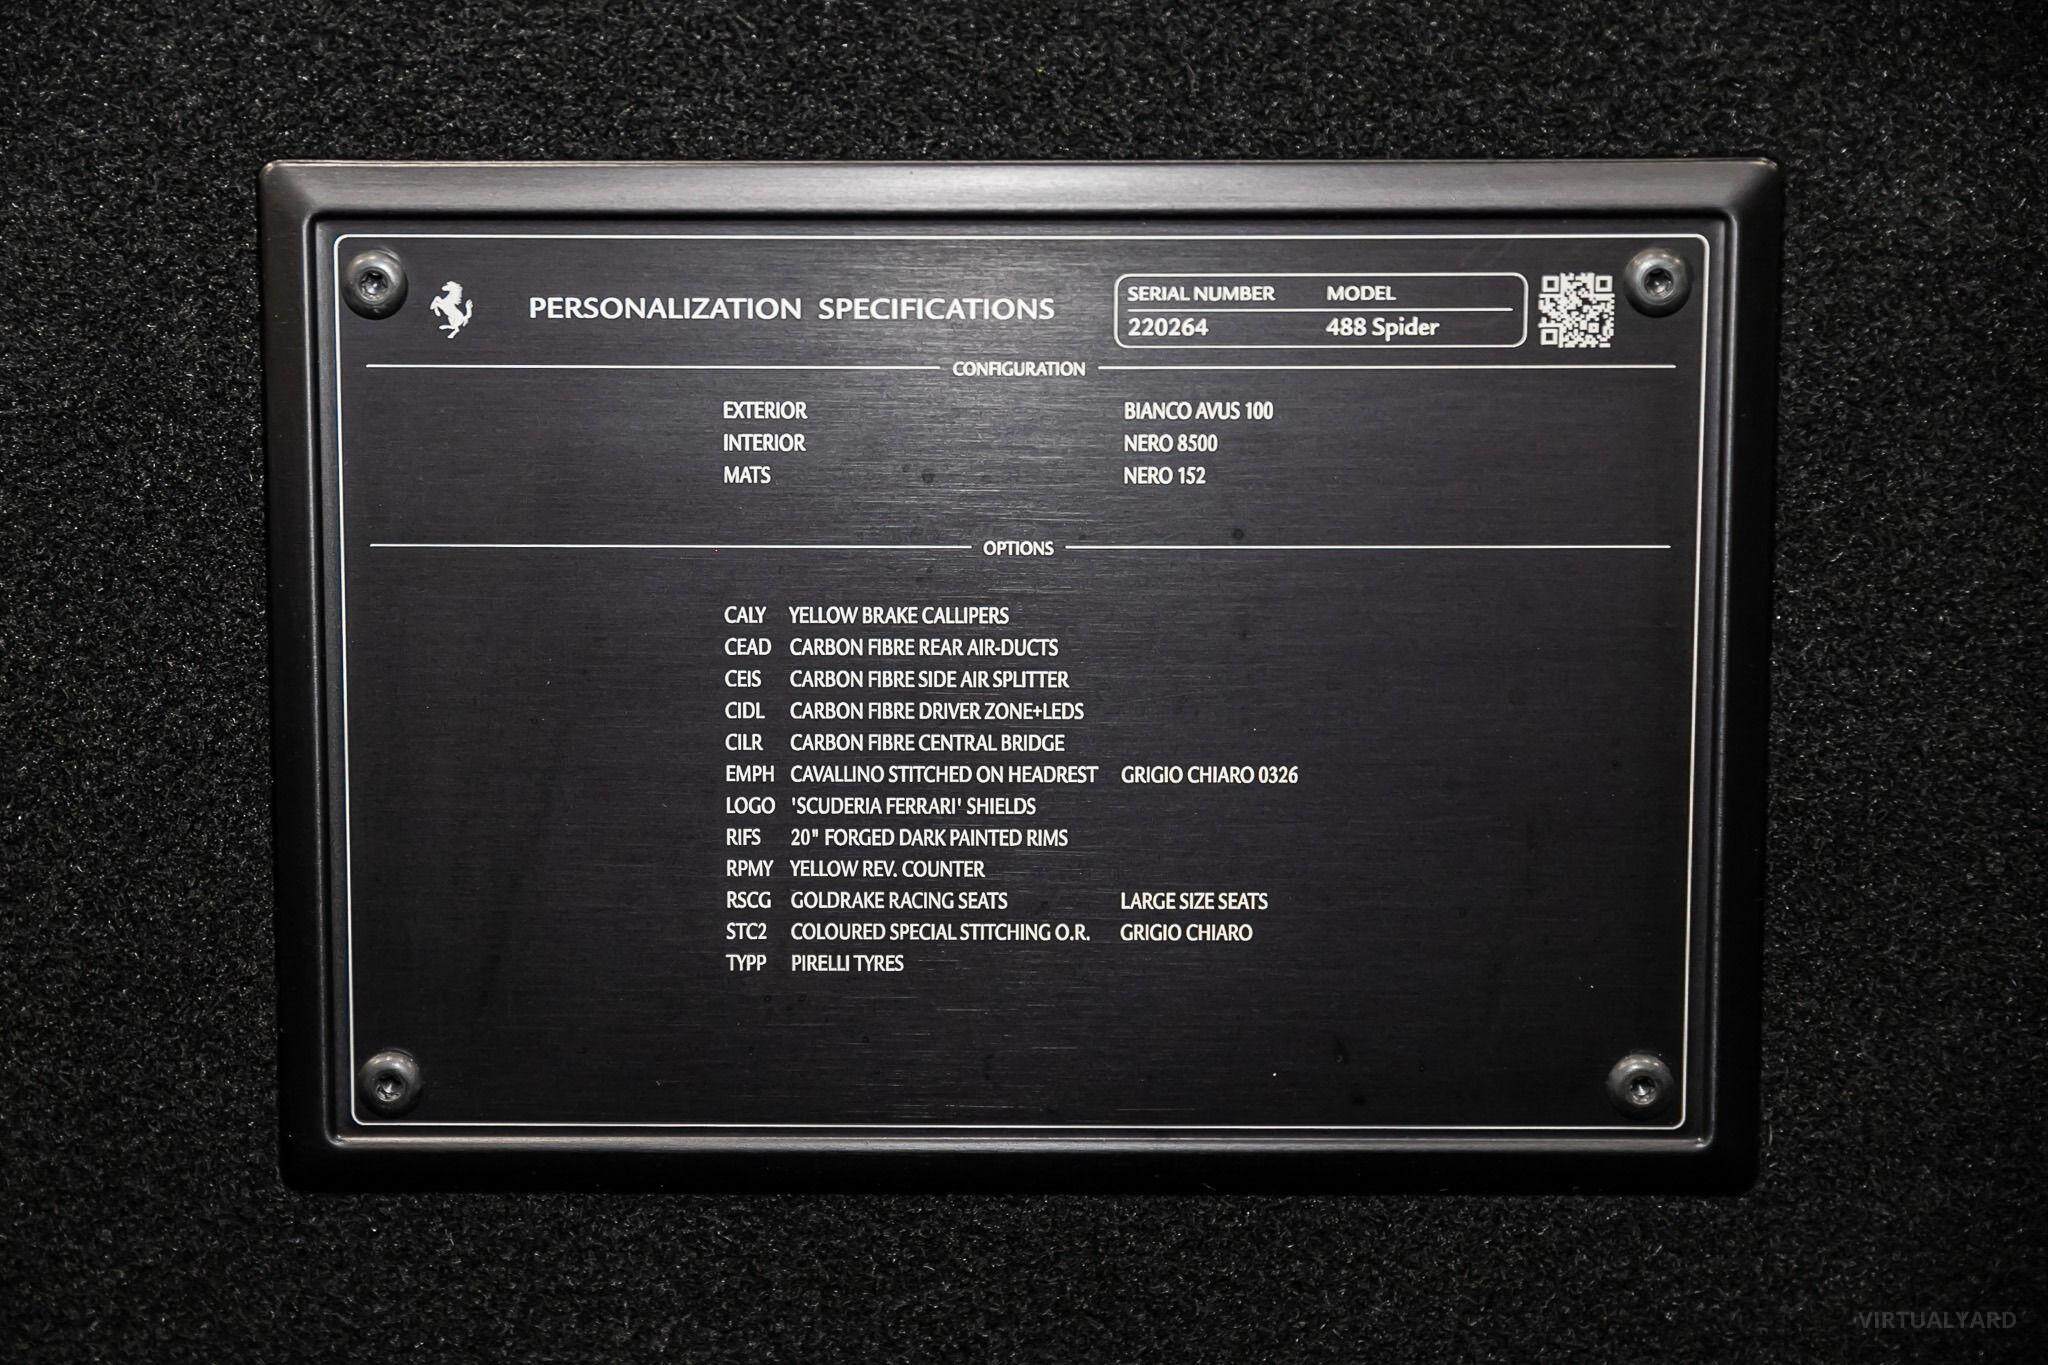 PERSONALIZATION SPECIFICATIONS
SERIAL NUMBER MODEL
220264 488 Spider
CONFIGURATION
EXTERIOR BIANCO AVUS 100
INTERIOR NERO 8500
MATS NERO 152
OPTIONS
CALY YELLOW BRAKE CALLIPERS
CEAD CARBON FIBRE REAR AIR-DUCTS
CEIS CARBON FIBRE SIDE AIR SPLITTER
CIDL CARBON FIBRE DRIVER ZONE+LEDS
CILR CARBON FIBRE CENTRAL BRIDGE
EMPH CAVALLINO STITCHED ON HEADREST GRIGIO CHIARO 0326
LOGO 'SCUDERIA FERRARI' SHIELDS
RIFS 20" FORGED DARK PAINTED RIMS
RPMY YELLOW REV. COUNTER
RSCG GOLDRAKE RACING SEATS LARGE SIZE SEATS
STC2 COLOURED SPECIAL STITCHING O.R. GRIGIO CHIARO
TYPP PIRELLI TYRES
VIRTUALYARD